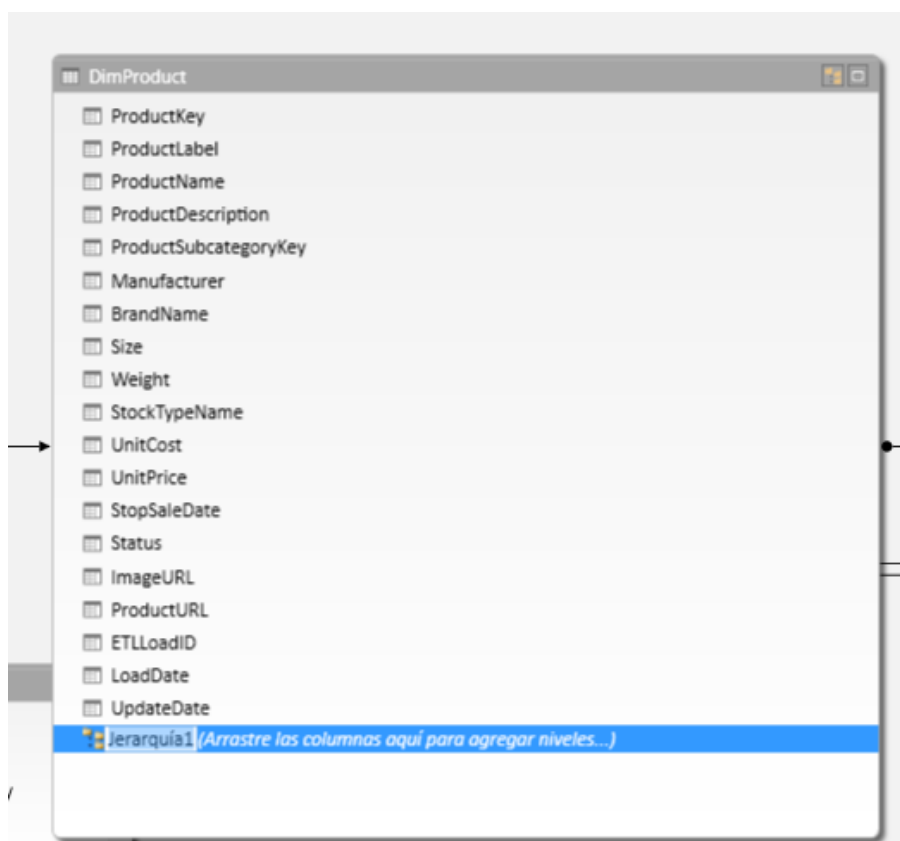 DimProduct
ProductKey
ProductLabel
ProductName
ProductDescription
ProductSubcategoryKey
Manufacturer
BrandName
Size
Weight
StockTypeName
UnitCost
UnitPrice
StopSaleDate
Status
ImageURL
ProductURL
ETLLoadID
LoadDate
UpdateDate
Jerarquía1 (Arrastre las columnas aquí para agregar niveles...)
y